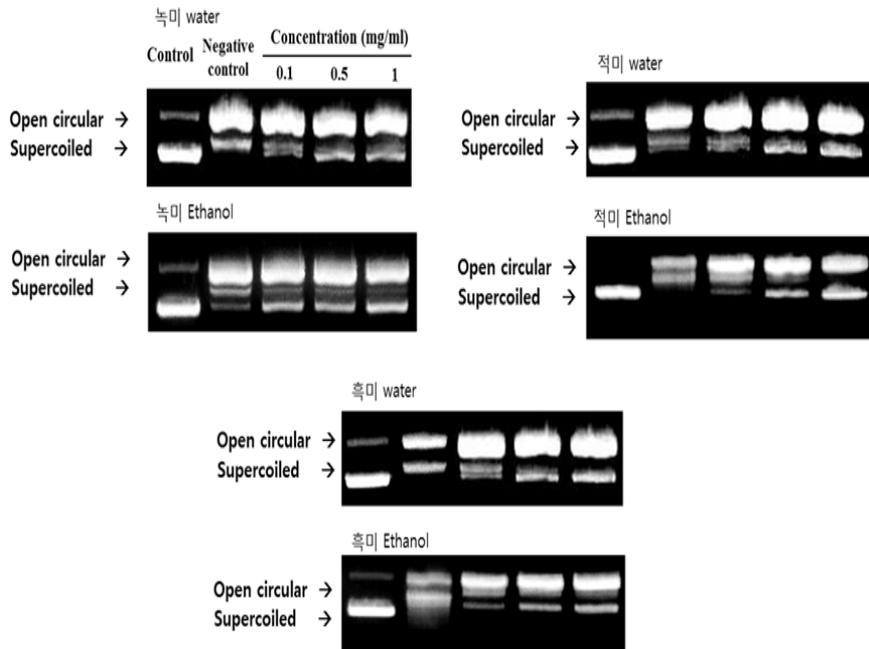 녹미 water
Control Negative control Concentration (mg/ml)
0.1 0.5 1
Open circular →
Supercoiled →
녹미 Ethanol
Open circular →
Supercoiled →
적미 water
Open circular →
Supercoiled →
적미 Ethanol
Open circular →
Supercoiled →
흑미 water
Open circular →
Supercoiled →
흑미 Ethanol
Open circular →
Supercoiled →